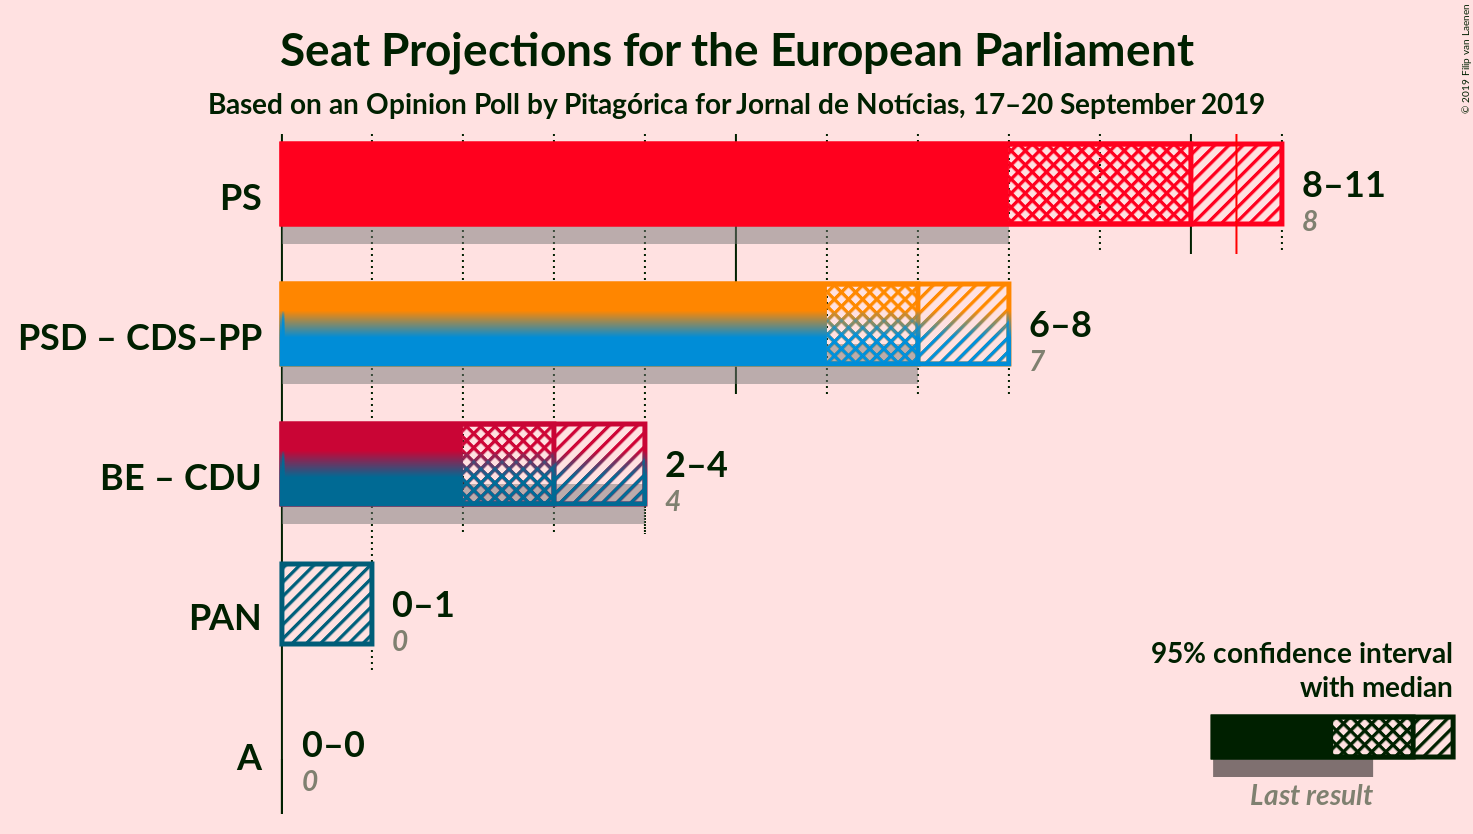 Seat Projections for the European Parliament
Based on an Opinion Poll by Pitagórica for Jornal de Notícias, 17–20 September 2019
© 2019 Filip van Laenen
PS
8–11
8
PSD – CDS–PP
6–8
7
BE – CDU
2–4
4
PAN
0–1
0
A
0–0
0
95% confidence interval
with median
Last result